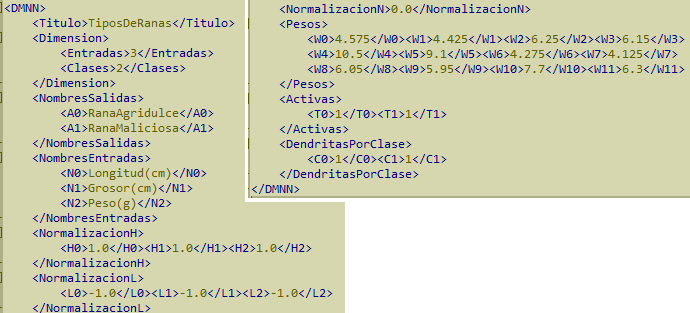 <DMNN>
<Titulo>TiposDeRanas</Titulo>
<Dimension>
<Entradas>3</Entradas>
<Clases>2</Clases>
</Dimension>
<NombresSalidas>
<A0>RanaAgridulce</A0>
<A1>RanaMaliciosa</A1>
</NombresSalidas>
<NombresEntradas>
<N0>Longitud(cm)</N0>
<N1>Grosor(cm)</N1>
<N2>Peso(g)</N2>
</NombresEntradas>
<NormalizacionH>
<H0>1.0</H0><H1>1.0</H1><H2>1.0</H2>
</NormalizacionH>
<NormalizacionL>
<L0>-1.0</L0><L1>-1.0</L1><L2>-1.0</L2>
</NormalizacionL>
<NormalizacionN>0.0</NormalizacionN>
<Pesos>
<W0>4.575</W0><W1>4.425</W1><W2>6.25</W2><W3>6.15</W3>
<W4>10.5</W4><W5>9.1</W5><W6>4.275</W6><W7>4.125</W7>
<W8>6.05</W8><W9>5.95</W9><W10>7.7</W10><W11>6.3</W11>
</Pesos>
<Activas>
<T0>1</T0><T1>1</T1>
</Activas>
<DendritasPorClase>
<C0>1</C0><C1>1</C1>
</DendritasPorClase>
</DMNN>